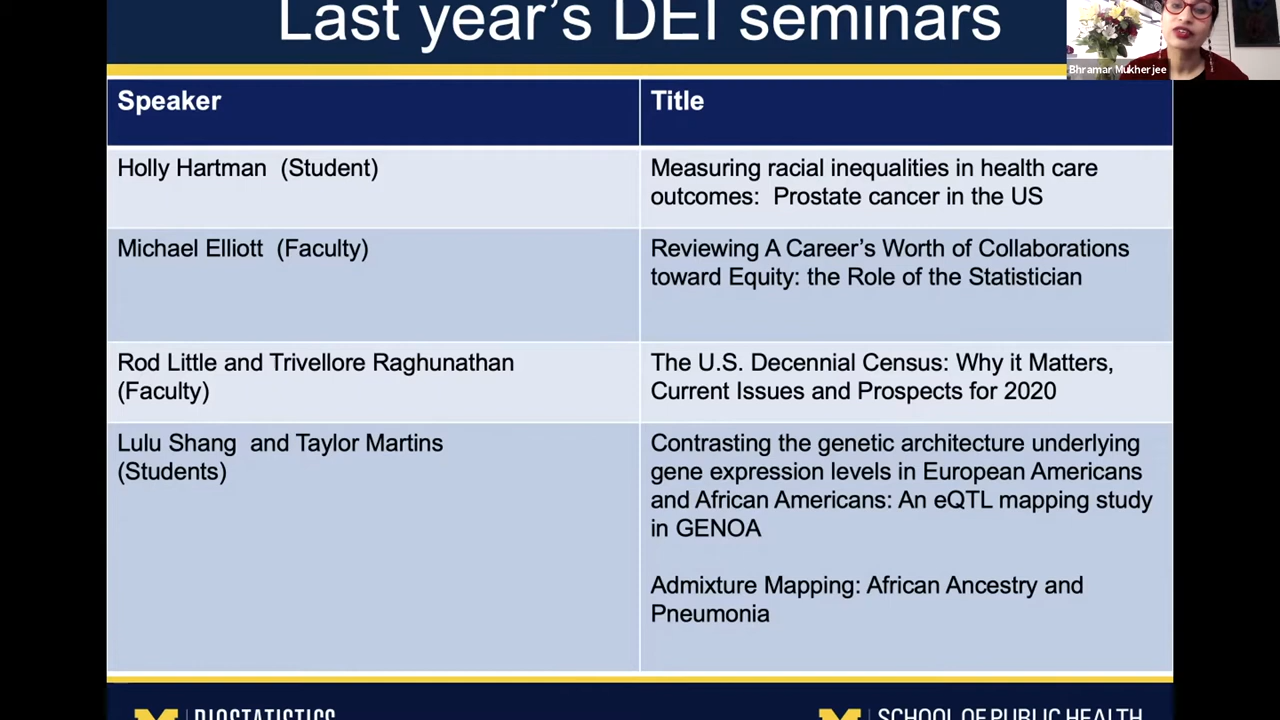 Last year's DEI seminars
Bhramar Mukherjee
Speaker
Title
Holly Hartman (Student)
Measuring racial inequalities in health care
outcomes: Prostate cancer in the US
Michael Elliott (Faculty)
Reviewing A Career's Worth of Collaborations
toward Equity: the Role of the Statistician
Rod Little and Trivellore Raghunathan
(Faculty)
The U.S. Decennial Census: Why it Matters,
Current Issues and Prospects for 2020
Lulu Shang and Taylor Martins
(Students)
Contrasting the genetic architecture underlying
gene expression levels in European Americans
and African Americans: An eQTL mapping study
in GENOA
Admixture Mapping: African Ancestry and
Pneumonia
M BIOSTATISTICS
M SCHOOL OF PUBLIC HEALTH